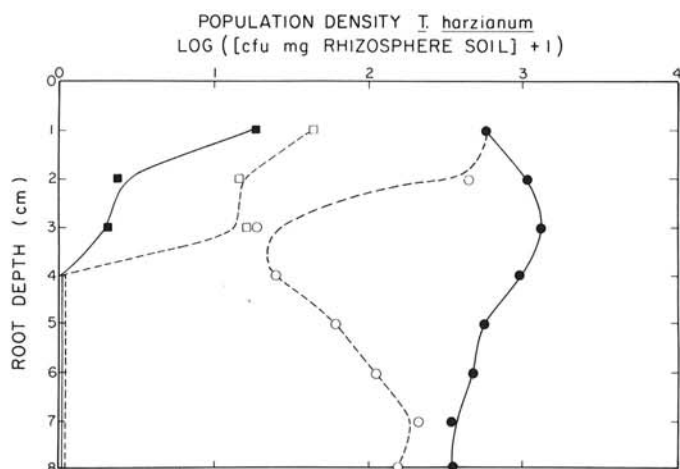 POPULATION DENSITY T. harzianum
LOG ([cfu mg RHIZOSPHERE SOIL] +1)
0 1 2 3 4
0
1
2
3
4
5
6
7
8
ROOT DEPTH (cm)